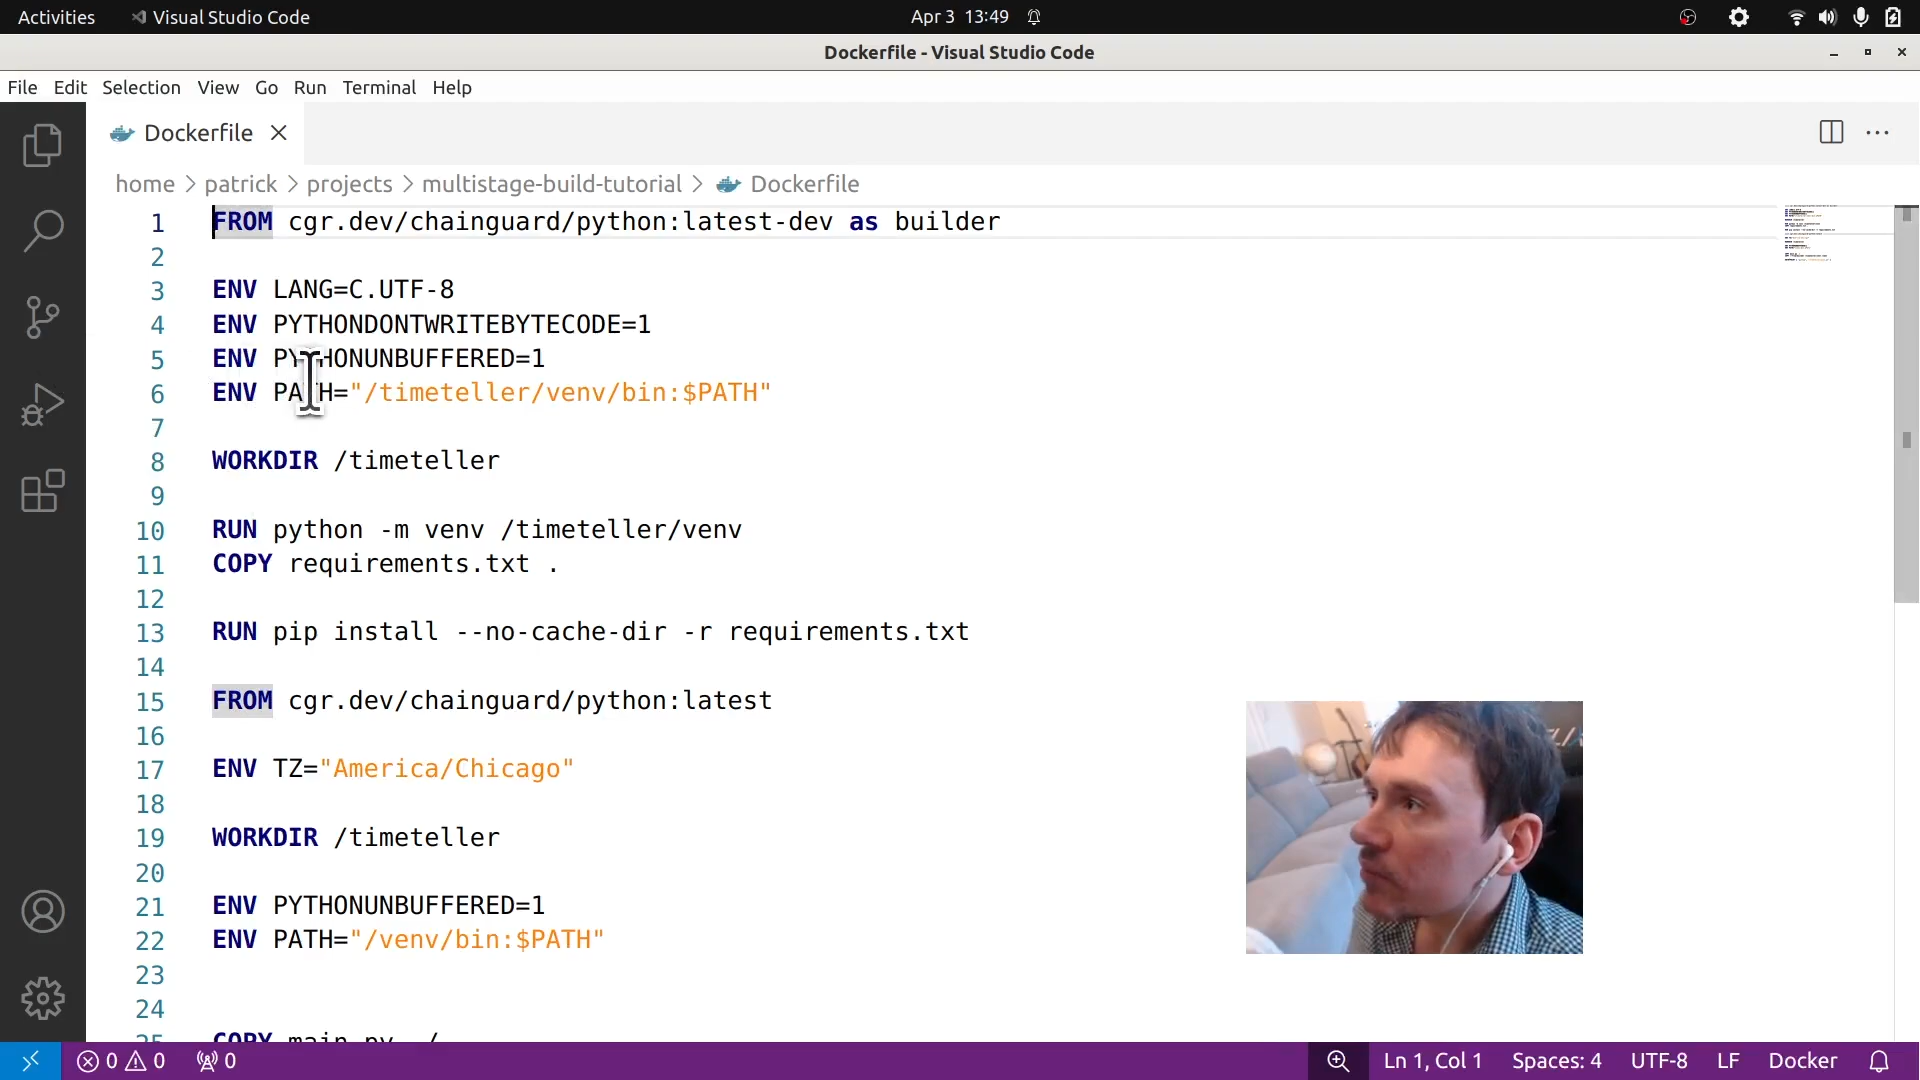 Activities Visual Studio Code Apr 3 13:49
Dockerfile - Visual Studio Code
File Edit Selection View Go Run Terminal Help
Dockerfile
home > patrick > projects > multistage-build-tutorial > Dockerfile
1 FROM cgr.dev/chainguard/python:latest-dev as builder
2
3 ENV LANG=C.UTF-8
4 ENV PYTHONDONTWRITEBYTECODE=1
5 ENV PYTHONUNBUFFERED=1
6 ENV PATH="/timeteller/venv/bin:$PATH"
7
8 WORKDIR /timeteller
9
10 RUN python -m venv /timeteller/venv
11 COPY requirements.txt .
12
13 RUN pip install --no-cache-dir -r requirements.txt
14
15 FROM cgr.dev/chainguard/python:latest
16
17 ENV TZ="America/Chicago"
18
19 WORKDIR /timeteller
20
21 ENV PYTHONUNBUFFERED=1
22 ENV PATH="/venv/bin:$PATH"
23
24
25 COPY main.py ./
0 0 0 Ln 1, Col 1 Spaces: 4 UTF-8 LF Docker